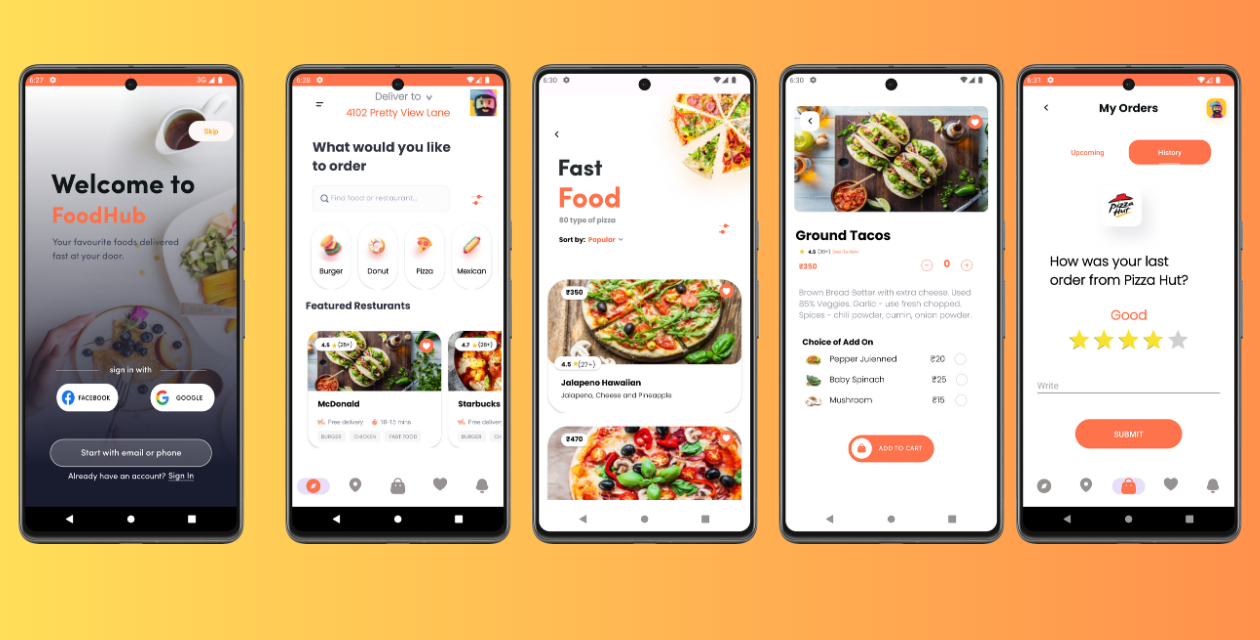 6:27
3G
Skip
Welcome to
FoodHub
Your favourite foods delivered
fast at your door.
sign in with
FACEBOOK
GOOGLE
Start with email or phone
Already have an account? Sign In
6:28
Deliver to
4102 Pretty View Lane
What would you like
to order
Find food or restaurant...
Burger
Donut
Pizza
Mexican
Featured Resturants
4.5 (25+)
4.7 (25+)
McDonald
Starbucks
Free delivery
10-15 mins
Free deliver
BURGER
CHICKEN
FAST FOOD
BURGER
CH
6:30
Fast
Food
80 type of pizza
Sort by: Popular
₹350
4.5 (27+)
Jalapeno Hawaiian
Jalapeno, Cheese and Pineapple
₹470
6:30
Ground Tacos
4.5 (30+)
₹350
0
Brown Bread Better with extra cheese. Used
85% Veggies. Garlic - use fresh chopped.
Spices - chili powder, cumin, onion powder.
Choice of Add On
Pepper Juienned
₹20
Baby Spinach
₹25
Mushroom
₹15
ADD TO CART
6:31
My Orders
Upcoming
History
Pizza
Hut
How was your last
order from Pizza Hut?
Good
Write
SUBMIT